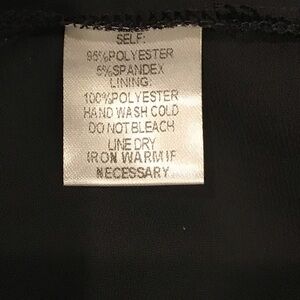 SELF:
95%POLYESTER
5%SPANDEX
LINING:
100%POLYESTER
HAND WASH COLD
DO NOT BLEACH
LINE DRY
IRON WARM IF
NECESSARY